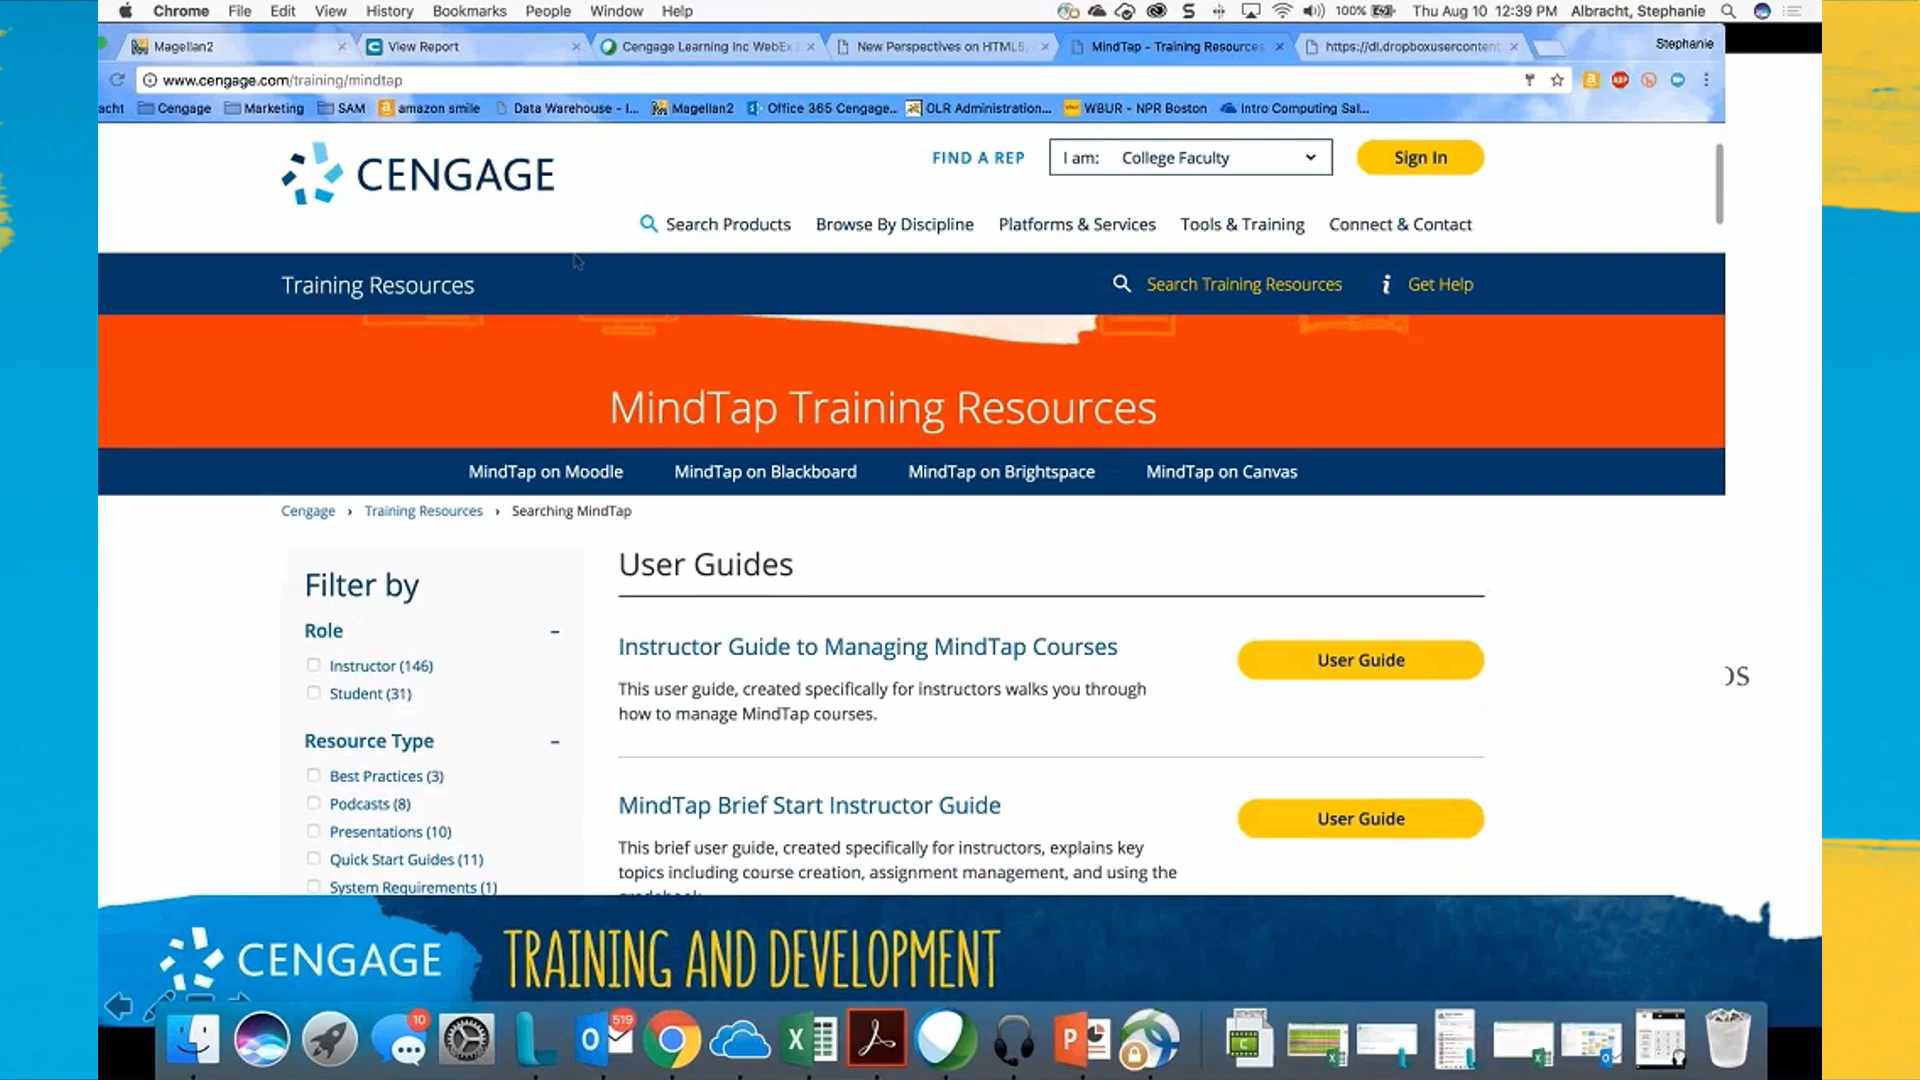 Chrome File Edit View History Bookmarks People Window Help 100% Thu Aug 10 12:39 PM Albracht, Stephanie
Magellan2 View Report Cengage Learning Inc WebEx New Perspectives on HTML5, MindTap - Training Resources https://dl.dropboxusercontent. Stephanie
www.cengage.com/training/mindtap
acht Cengage Marketing SAM amazon smile Data Warehouse - I... Magellan2 Office 365 Cengage... OLR Administration... WBUR - NPR Boston Intro Computing Sal...
CENGAGE
FIND A REP I am: College Faculty Sign In
Search Products Browse By Discipline Platforms & Services Tools & Training Connect & Contact
Training Resources Search Training Resources Get Help
MindTap Training Resources
MindTap on Moodle MindTap on Blackboard MindTap on Brightspace MindTap on Canvas
Cengage › Training Resources › Searching MindTap
Filter by
Role –
Instructor (146)
Student (31)
Resource Type –
Best Practices (3)
Podcasts (8)
Presentations (10)
Quick Start Guides (11)
System Requirements (1)
User Guides
Instructor Guide to Managing MindTap Courses
User Guide
This user guide, created specifically for instructors walks you through
how to manage MindTap courses.
MindTap Brief Start Instructor Guide
User Guide
This brief user guide, created specifically for instructors, explains key
topics including course creation, assignment management, and using the
os
CENGAGE TRAINING AND DEVELOPMENT
10
519